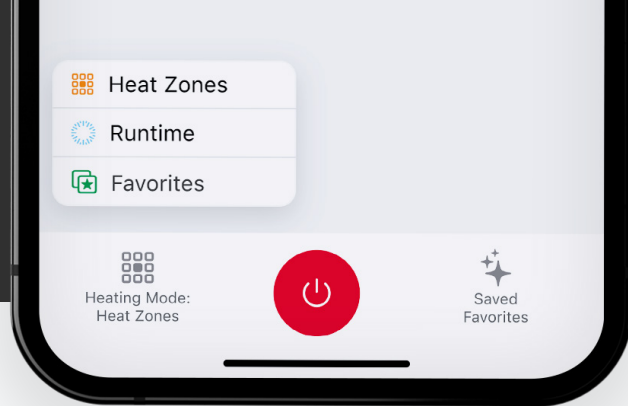 Heat Zones
Runtime
Favorites
Heating Mode:
Heat Zones
Saved
Favorites